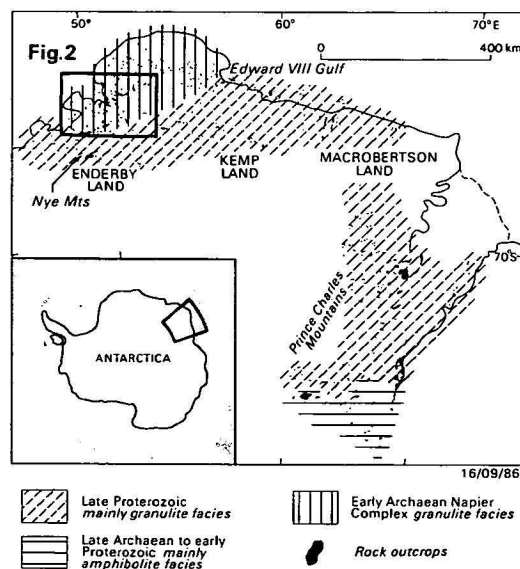 50°
60°
70°E
0
400 km
Fig.2
Edward VIII Gulf
ENDERBY
LAND
KEMP
LAND
MACROBERTSON
LAND
Nye Mts
70°S
Prince Charles
Mountains
ANTARCTICA
16/09/86
Late Proterozoic
mainly granulite facies
Early Archaean Napier
Complex granulite facies
Late Archaean to early
Proterozoic mainly
amphibolite facies
Rock outcrops